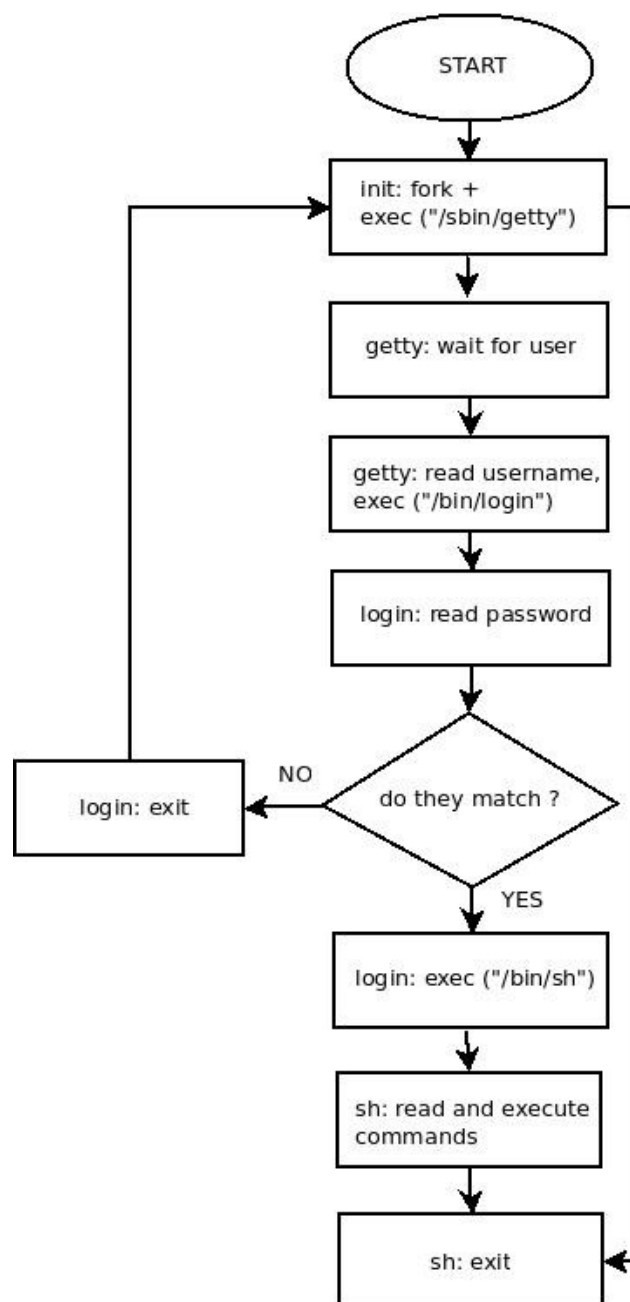 START
init: fork +
exec ("/sbin/getty")
getty: wait for user
getty: read username,
exec ("/bin/login")
login: read password
do they match ?
NO
login: exit
YES
login: exec ("/bin/sh")
sh: read and execute
commands
sh: exit